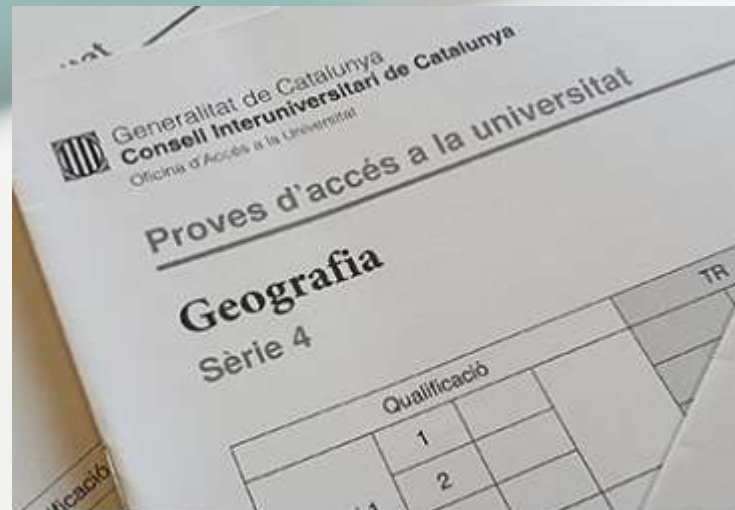 Generalitat de Catalunya
Consell Interuniversitari de Catalunya
Oficina d'Accés a la Universitat
Proves d'accés a la universitat
Geografia
Sèrie 4
TR
Qualificació
1
2